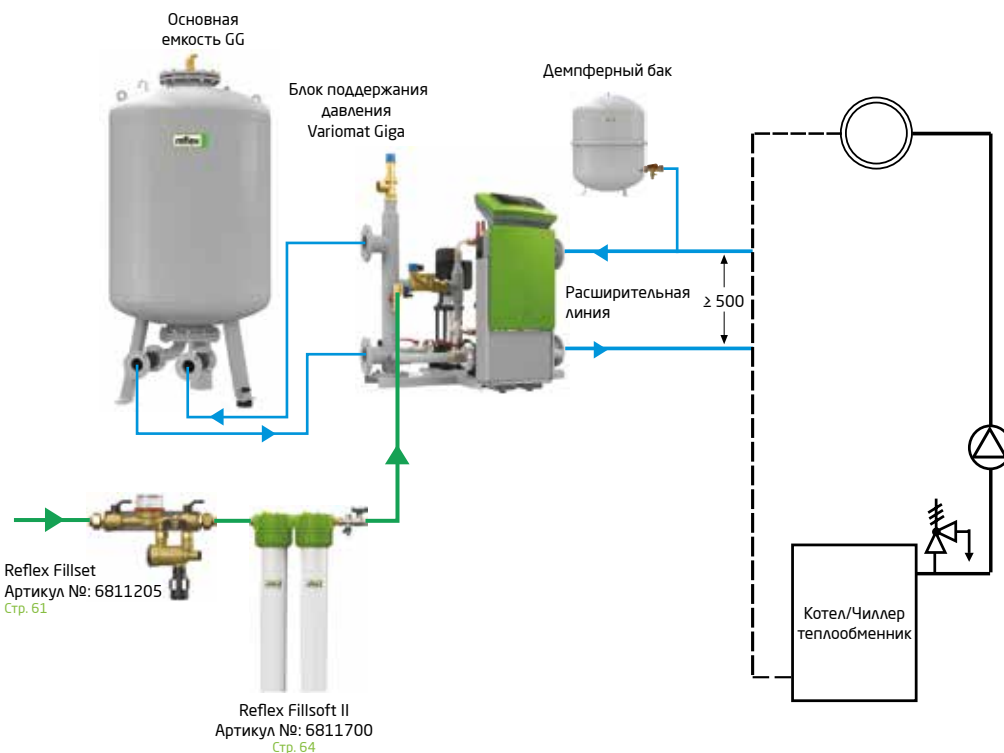 Основная
емкость GG
Блок поддержания
давления
Variomat Giga
Демпферный бак
reflex
Расширительная
линия
≥ 500
Reflex Fillset
Артикул №: 6811205
Стр. 61
Котел/Чиллер
теплообменник
Reflex Fillsoft II
Артикул №: 6811700
Стр. 64